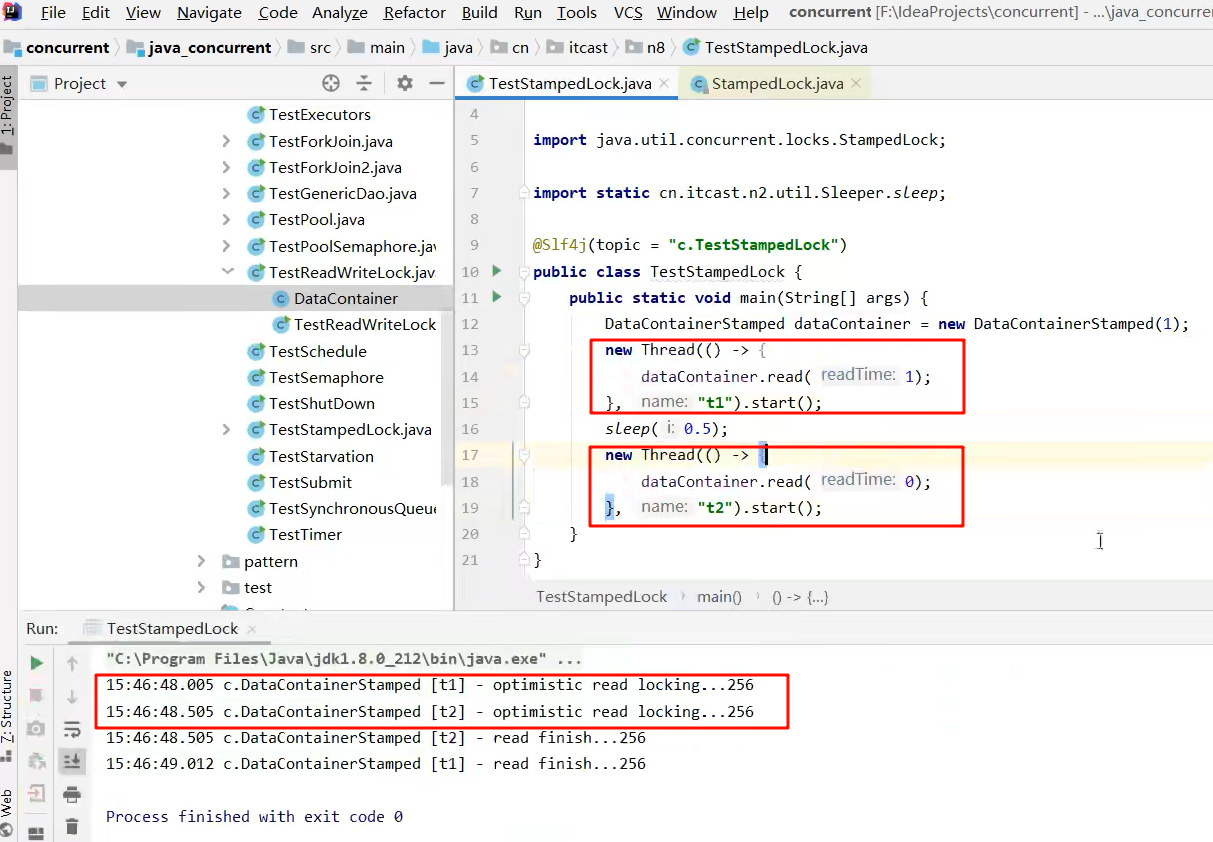 File Edit View Navigate Code Analyze Refactor Build Run Tools VCS Window Help concurrent [F:\IdeaProjects\concurrent] - ...\java_concurre
concurrent java_concurrent src main java cn itcast n8 TestStampedLock.java
1: Project
Project
TestExecutors
TestForkJoin.java
TestForkJoin2.java
TestGenericDao.java
TestPool.java
TestPoolSemaphore.jav
TestReadWriteLock.jav
DataContainer
TestReadWriteLock
TestSchedule
TestSemaphore
TestShutDown
TestStampedLock.java
TestStarvation
TestSubmit
TestSynchronousQueue
TestTimer
pattern
test
TestStampedLock.java StampedLock.java
4
5 import java.util.concurrent.locks.StampedLock;
6
7 import static cn.itcast.n2.util.Sleeper.sleep;
8
9 @Slf4j(topic = "c.TestStampedLock")
10 public class TestStampedLock {
11 public static void main(String[] args) {
12 DataContainerStamped dataContainer = new DataContainerStamped(1);
13 new Thread(() -> {
14 dataContainer.read( readTime: 1);
15 }, name: "t1").start();
16 sleep( i: 0.5);
17 new Thread(() -> {
18 dataContainer.read( readTime: 0);
19 }, name: "t2").start();
20 }
21 }
TestStampedLock main() () -> {...}
Run: TestStampedLock
"C:\Program Files\Java\jdk1.8.0_212\bin\java.exe" ...
15:46:48.005 c.DataContainerStamped [t1] - optimistic read locking...256
15:46:48.505 c.DataContainerStamped [t2] - optimistic read locking...256
15:46:48.505 c.DataContainerStamped [t2] - read finish...256
15:46:49.012 c.DataContainerStamped [t1] - read finish...256
Process finished with exit code 0
7: Structure
Web